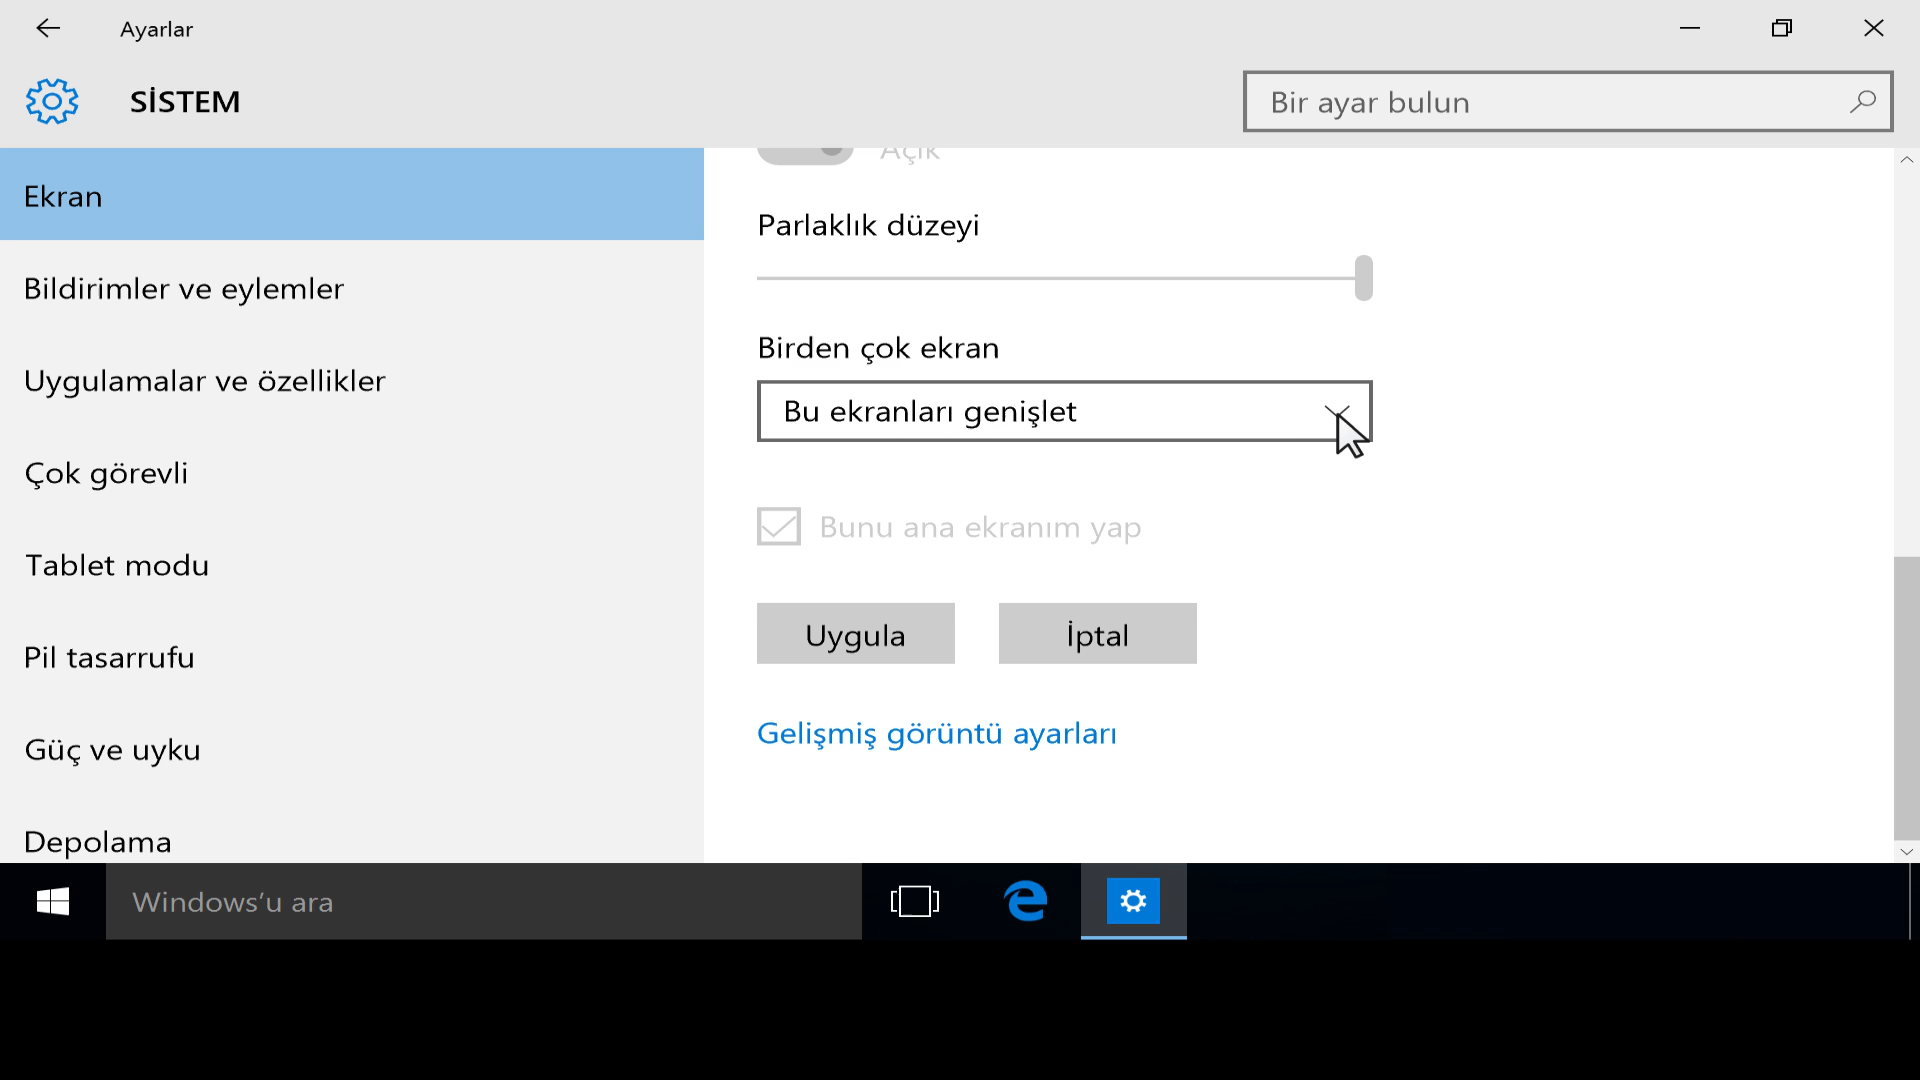 Ayarlar
SİSTEM
Bir ayar bulun
Ekran
Bildirimler ve eylemler
Uygulamalar ve özellikler
Çok görevli
Tablet modu
Pil tasarrufu
Güç ve uyku
Depolama
Açık
Parlaklık düzeyi
Birden çok ekran
Bu ekranları genişlet
Bunu ana ekranım yap
Uygula
İptal
Gelişmiş görüntü ayarları
Windows'u ara